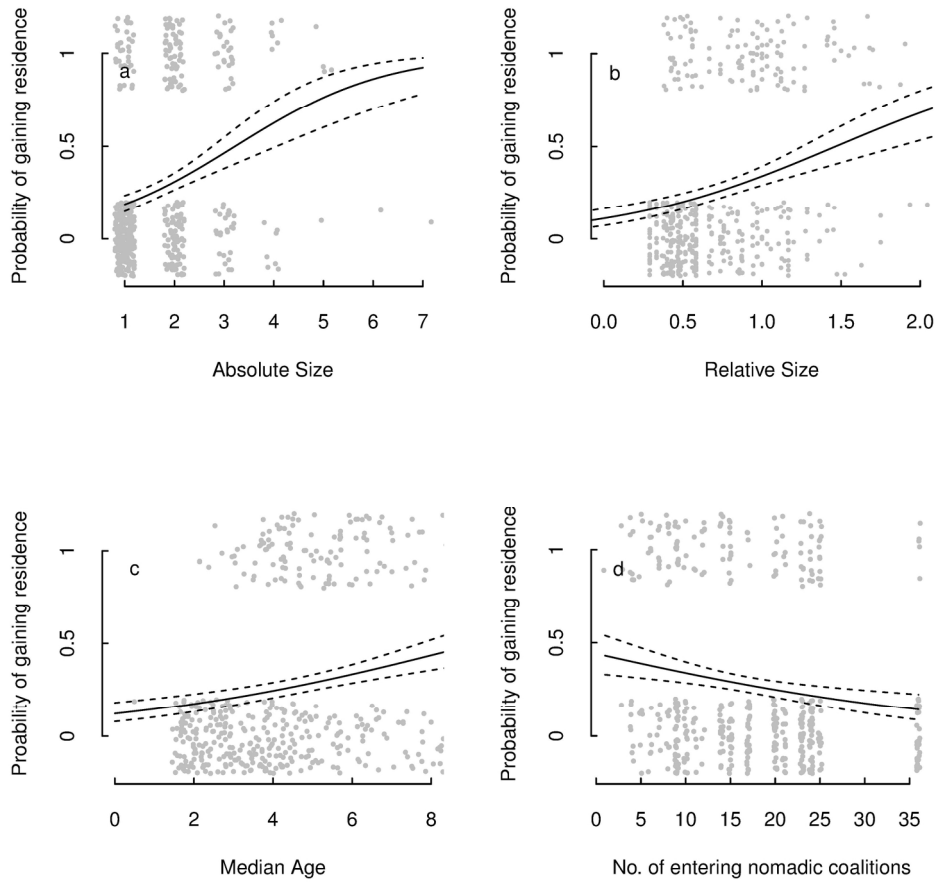 Probability of gaining residence
1
0.5
0
a
1 2 3 4 5 6 7
Absolute Size
Probability of gaining residence
1
0.5
0
b
0.0 0.5 1.0 1.5 2.0
Relative Size
Proability of gaining residence
1
0.5
0
c
0 2 4 6 8
Median Age
Probability of gaining residence
1
0.5
0
d
0 5 10 15 20 25 30 35
No. of entering nomadic coalitions